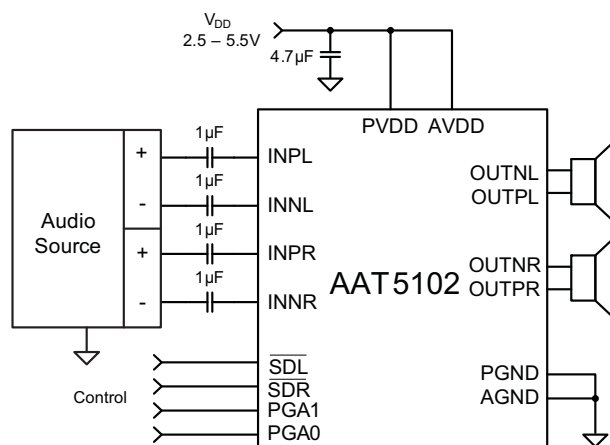 VDD
2.5 – 5.5V
4.7µF
PVDD AVDD
1µF
+
INPL
OUTNL
OUTPL
1µF
-
INNL
Audio
Source
1µF
+
INPR
AAT5102
OUTNR
OUTPR
1µF
-
INNR
Control
SDL
SDR
PGA1
PGA0
PGND
AGND